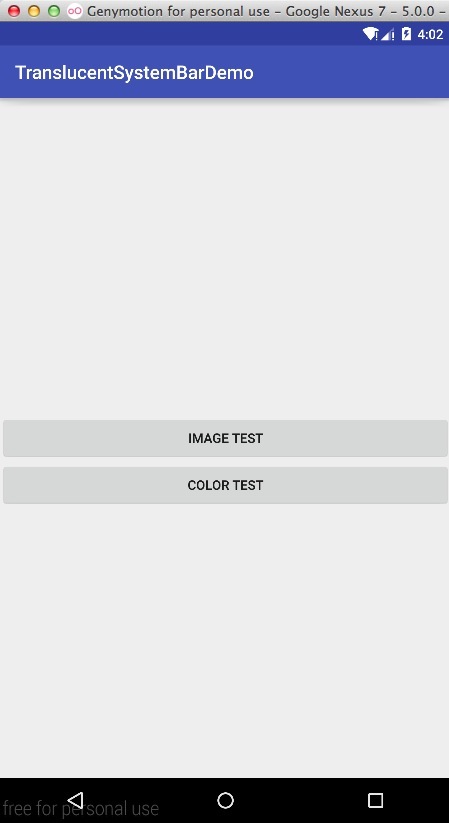 Genymotion for personal use – Google Nexus 7 – 5.0.0 –
4:02
TranslucentSystemBarDemo
IMAGE TEST
COLOR TEST
free for personal use